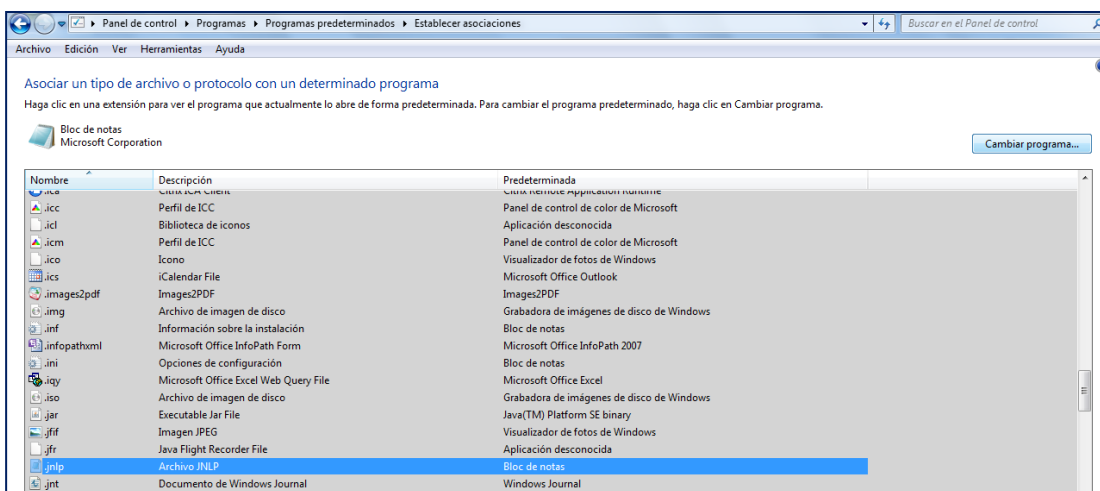 Panel de control ▸ Programas ▸ Programas predeterminados ▸ Establecer asociaciones Buscar en el Panel de control
Archivo Edición Ver Herramientas Ayuda
Asociar un tipo de archivo o protocolo con un determinado programa
Haga clic en una extensión para ver el programa que actualmente lo abre de forma predeterminada. Para cambiar el programa predeterminado, haga clic en Cambiar programa.
Bloc de notas
Microsoft Corporation
Cambiar programa...
Nombre Descripción Predeterminada
.ica Citrix ICA Client Citrix Remote Application Runtime
.icc Perfil de ICC Panel de control de color de Microsoft
.icl Biblioteca de iconos Aplicación desconocida
.icm Perfil de ICC Panel de control de color de Microsoft
.ico Icono Visualizador de fotos de Windows
.ics iCalendar File Microsoft Office Outlook
.images2pdf Images2PDF Images2PDF
.img Archivo de imagen de disco Grabadora de imágenes de disco de Windows
.inf Información sobre la instalación Bloc de notas
.infopathxml Microsoft Office InfoPath Form Microsoft Office InfoPath 2007
.ini Opciones de configuración Bloc de notas
.iqy Microsoft Office Excel Web Query File Microsoft Office Excel
.iso Archivo de imagen de disco Grabadora de imágenes de disco de Windows
.jar Executable Jar File Java(TM) Platform SE binary
.jfif Imagen JPEG Visualizador de fotos de Windows
.jfr Java Flight Recorder File Aplicación desconocida
.jnlp Archivo JNLP Bloc de notas
.jnt Documento de Windows Journal Windows Journal